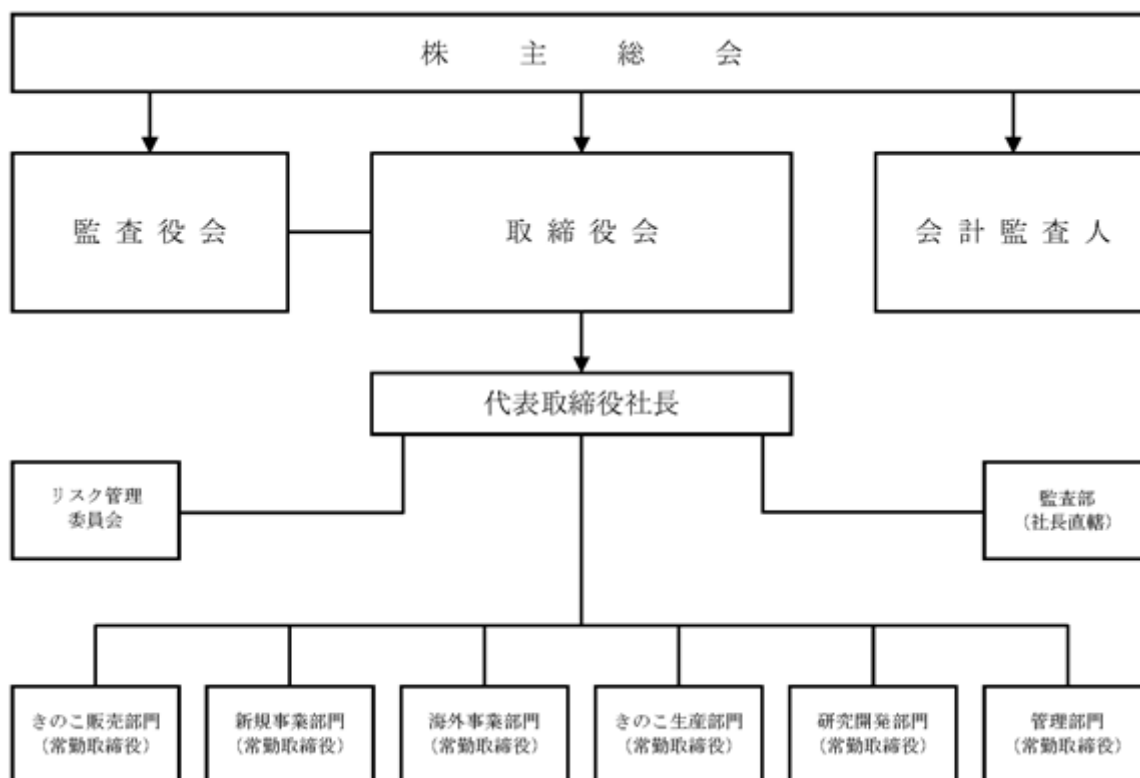 株主総会
監査役会
取締役会
会計監査人
代表取締役社長
リスク管理
委員会
監査部
（社長直轄）
きのこ販売部門
（常勤取締役）
新規事業部門
（常勤取締役）
海外事業部門
（常勤取締役）
きのこ生産部門
（常勤取締役）
研究開発部門
（常勤取締役）
管理部門
（常勤取締役）